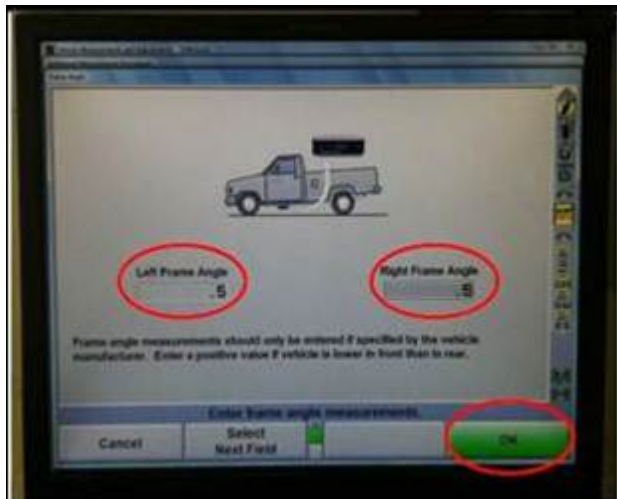 Left Frame Angle
Right Frame Angle
.5
.5
Frame angle measurements should only be entered if specified by the vehicle
manufacturer. Enter a positive value if vehicle is lower in front than in rear.
Enter frame angle measurements.
Cancel
Select
Next Field
OK